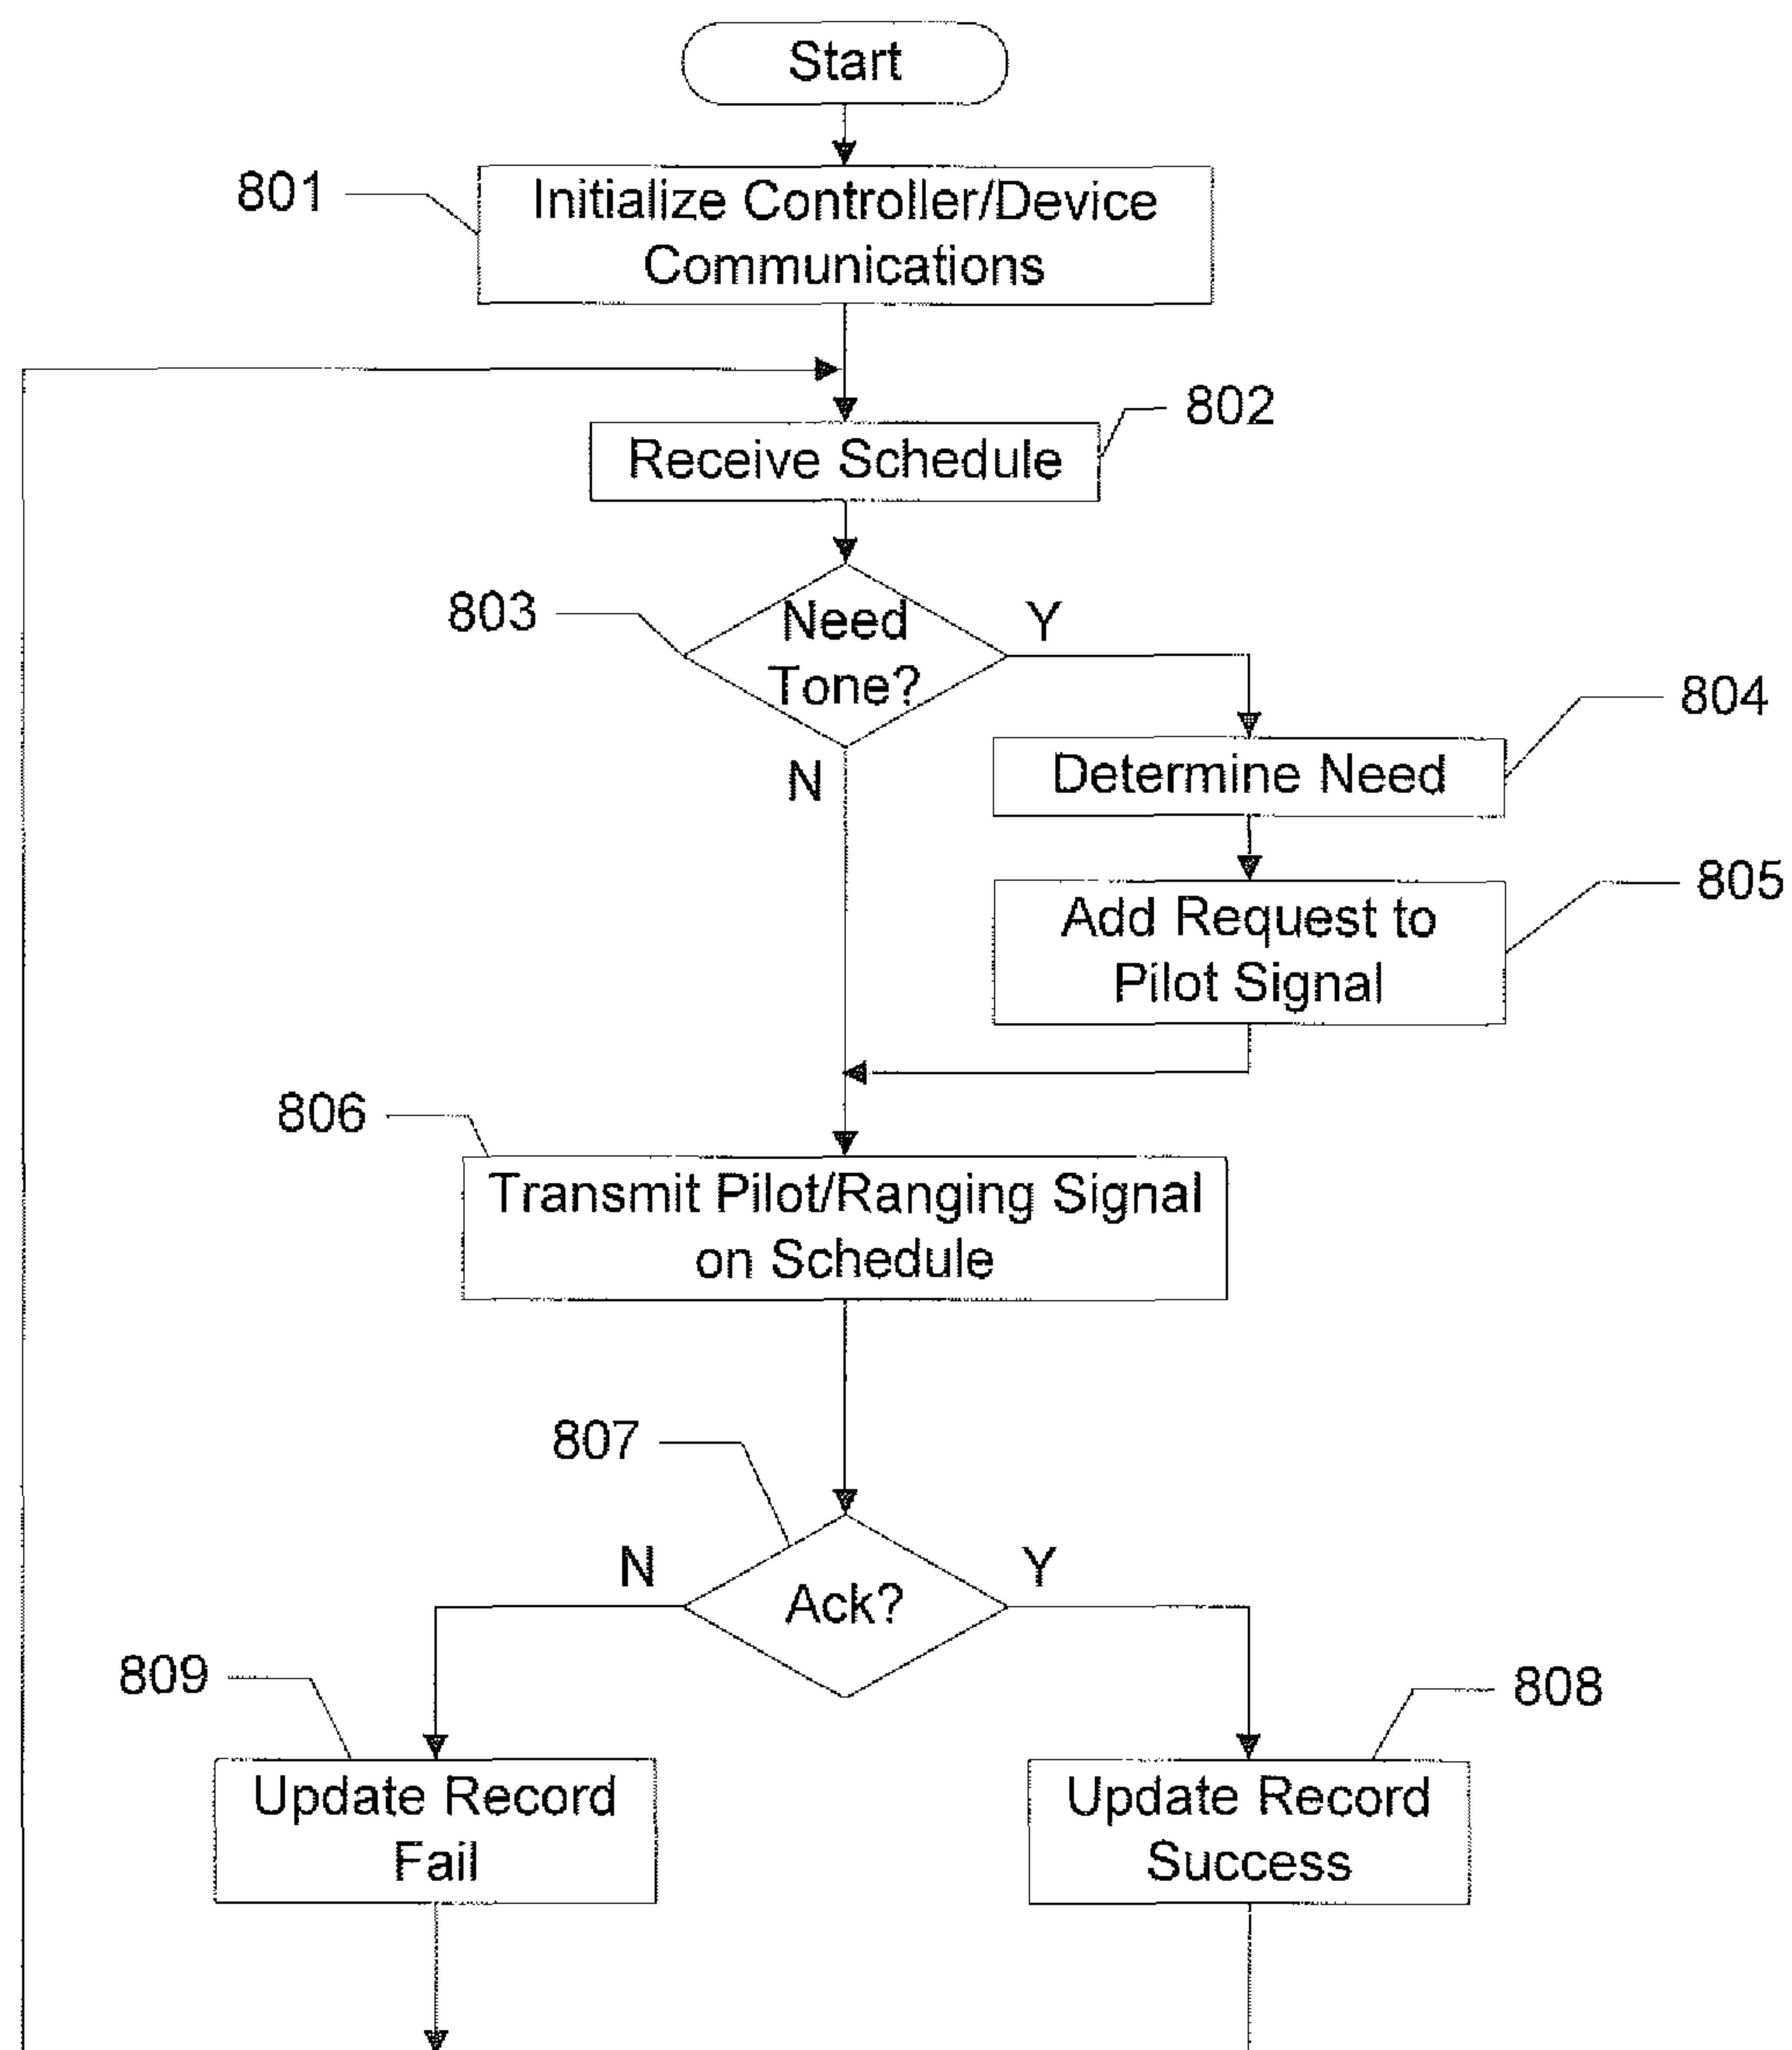 Start
801
Initialize Controller/Device
Communications
802
Receive Schedule
803
Need
Tone?
Y
N
804
Determine Need
805
Add Request to
Pilot Signal
806
Transmit Pilot/Ranging Signal
on Schedule
807
Ack?
N
Y
809
Update Record
Fail
808
Update Record
Success